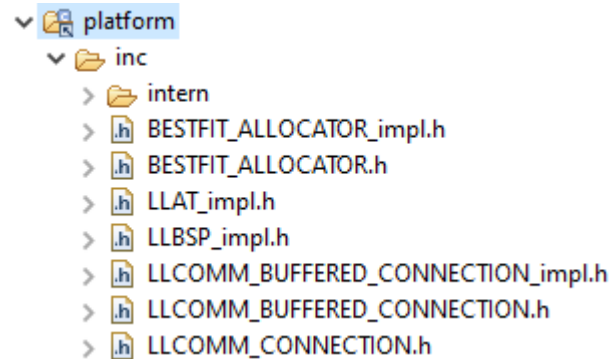 platform
inc
intern
BESTFIT_ALLOCATOR_impl.h
BESTFIT_ALLOCATOR.h
LLAT_impl.h
LLBSP_impl.h
LLCOMM_BUFFERED_CONNECTION_impl.h
LLCOMM_BUFFERED_CONNECTION.h
LLCOMM_CONNECTION.h